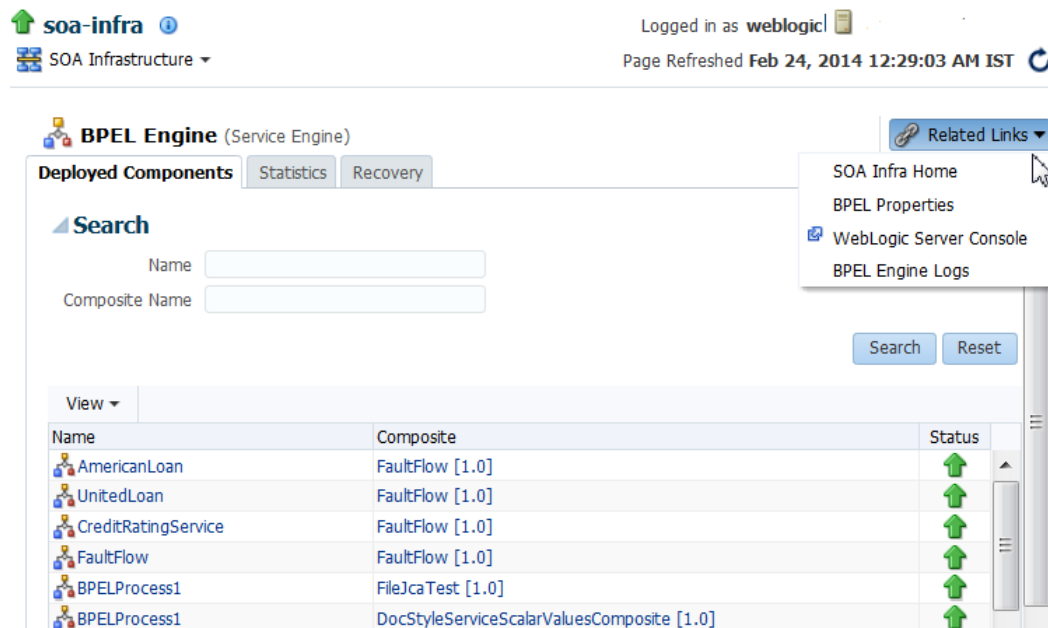 soa-infra
Logged in as weblogic
SOA Infrastructure
Page Refreshed Feb 24, 2014 12:29:03 AM IST
BPEL Engine (Service Engine)
Related Links
Deployed Components Statistics Recovery
SOA Infra Home
BPEL Properties
WebLogic Server Console
BPEL Engine Logs
Search
Name
Composite Name
Search Reset
View
Name Composite Status
AmericanLoan FaultFlow [1.0]
UnitedLoan FaultFlow [1.0]
CreditRatingService FaultFlow [1.0]
FaultFlow FaultFlow [1.0]
BPELProcess1 FileJcaTest [1.0]
BPELProcess1 DocStyleServiceScalarValuesComposite [1.0]